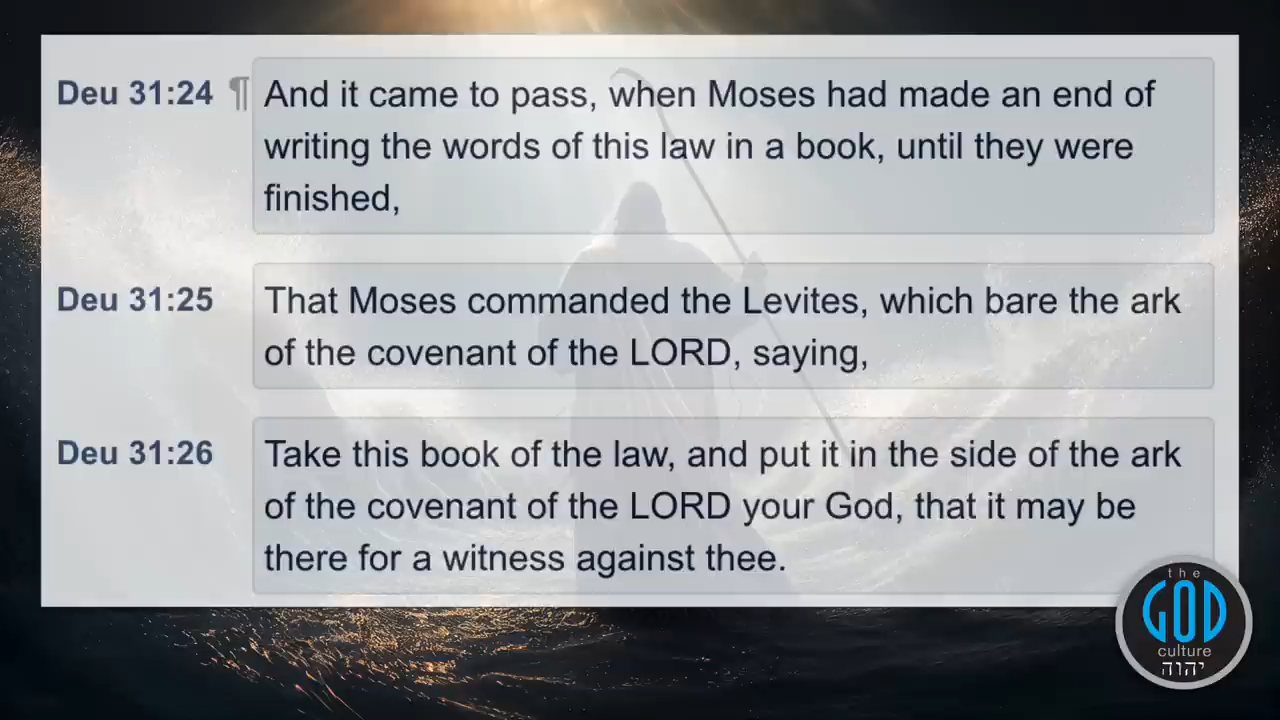 Deu 31:24 ¶ And it came to pass, when Moses had made an end of
writing the words of this law in a book, until they were
finished,
Deu 31:25 That Moses commanded the Levites, which bare the ark
of the covenant of the LORD, saying,
Deu 31:26 Take this book of the law, and put it in the side of the ark
of the covenant of the LORD your God, that it may be
there for a witness against thee.
the
GOD
culture
יהוה